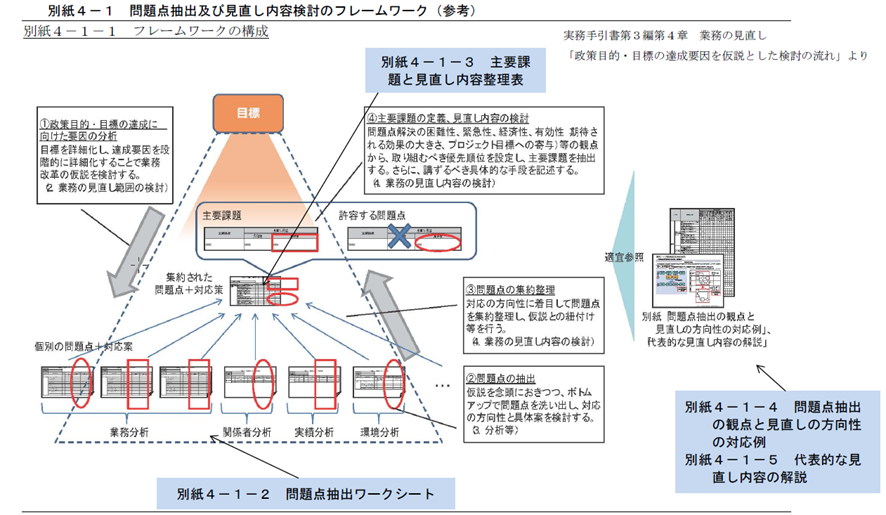 別紙４－１ 問題点抽出及び見直し内容検討のフレームワーク（参考）
別紙４－１－１ フレームワークの構成
実務手引書第３編第４章 業務の見直し
「政策目的・目標の達成要因を仮説とした検討の流れ」より
別紙４－１－３ 主要課
題と見直し内容整理表
目標
①政策目的・目標の達成に
向けた要因の分析
目標を詳細化し、達成要因を段
階的に詳細化することで業務
改革の仮説を検討する。
（2. 業務の見直し範囲の検討）
④主要課題の定義、見直し内容の検討
問題点解決の困難性、緊急性、経済性、有効性 期待さ
れる効果の大きさ、プロジェクト目標への寄与）等の観点
から、取り組むべき優先順位を設定し、主要課題を抽出
する。さらに、講ずるべき具体的な手段を記述する。
（4. 業務の見直し内容の検討）
主要課題
許容する問題点
集約された
問題点＋対応策
③問題点の集約整理
対応の方向性に着目して問題点
を集約整理し、仮説との紐付け
等を行う。
（4. 業務の見直し内容の検討）
適宜参照
別紙 問題点抽出の観点と
見直しの方向性の対応例」、
代表的な見直し内容の解説」
個別の問題点＋対応案
②問題点の抽出
仮説を念頭におきつつ、ボトム
アップで問題点を洗い出し、対応
の方向性と具体案を検討する。
（3. 分析等）
…
業務分析
関係者分析
実績分析
環境分析
別紙４－１－４ 問題点抽出
の観点と見直しの方向性
の対応例
別紙４－１－５ 代表的な見
直し内容の解説
別紙４－１－２ 問題点抽出ワークシート